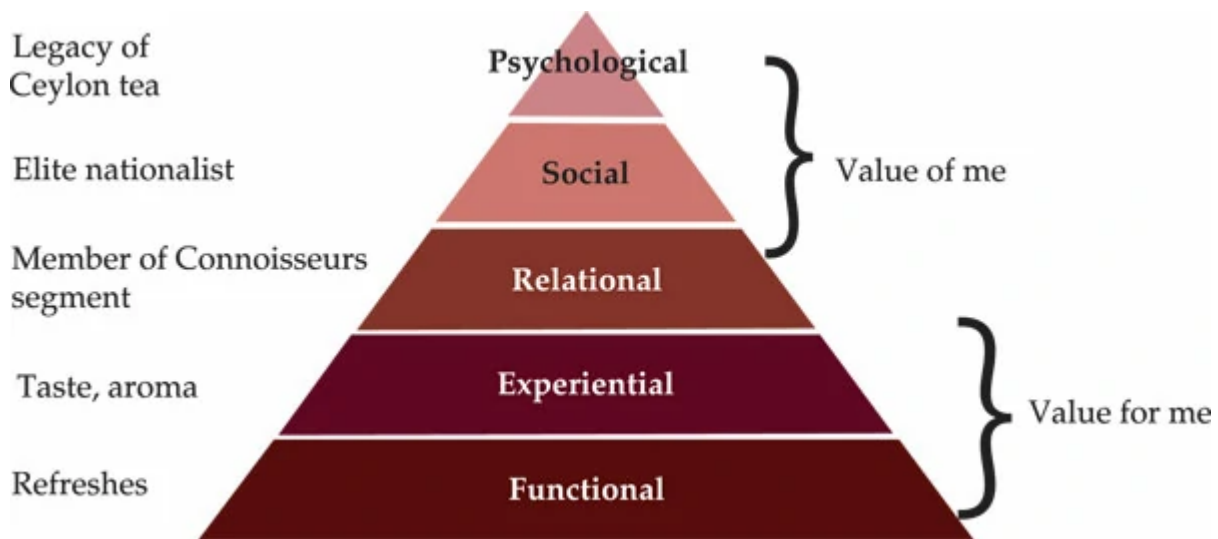 Legacy of
Ceylon tea
Psychological
Elite nationalist
Social
Value of me
Member of Connoisseurs
segment
Relational
Taste, aroma
Experiential
Value for me
Refreshes
Functional